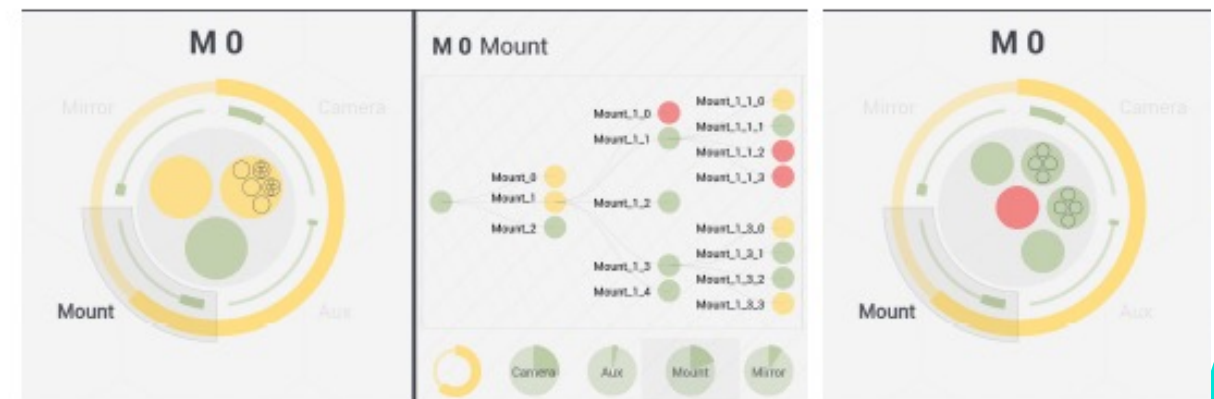 M 0
Mirror
Camera
Mount
Aux
M 0 Mount
Mount_0
Mount_1
Mount_2
Mount_1_0
Mount_1_1
Mount_1_2
Mount_1_3
Mount_1_4
Mount_1_1_0
Mount_1_1_1
Mount_1_1_2
Mount_1_1_3
Mount_1_3_0
Mount_1_3_1
Mount_1_3_2
Mount_1_3_3
Camera
Aux
Mount
Mirror
M 0
Mirror
Camera
Mount
Aux